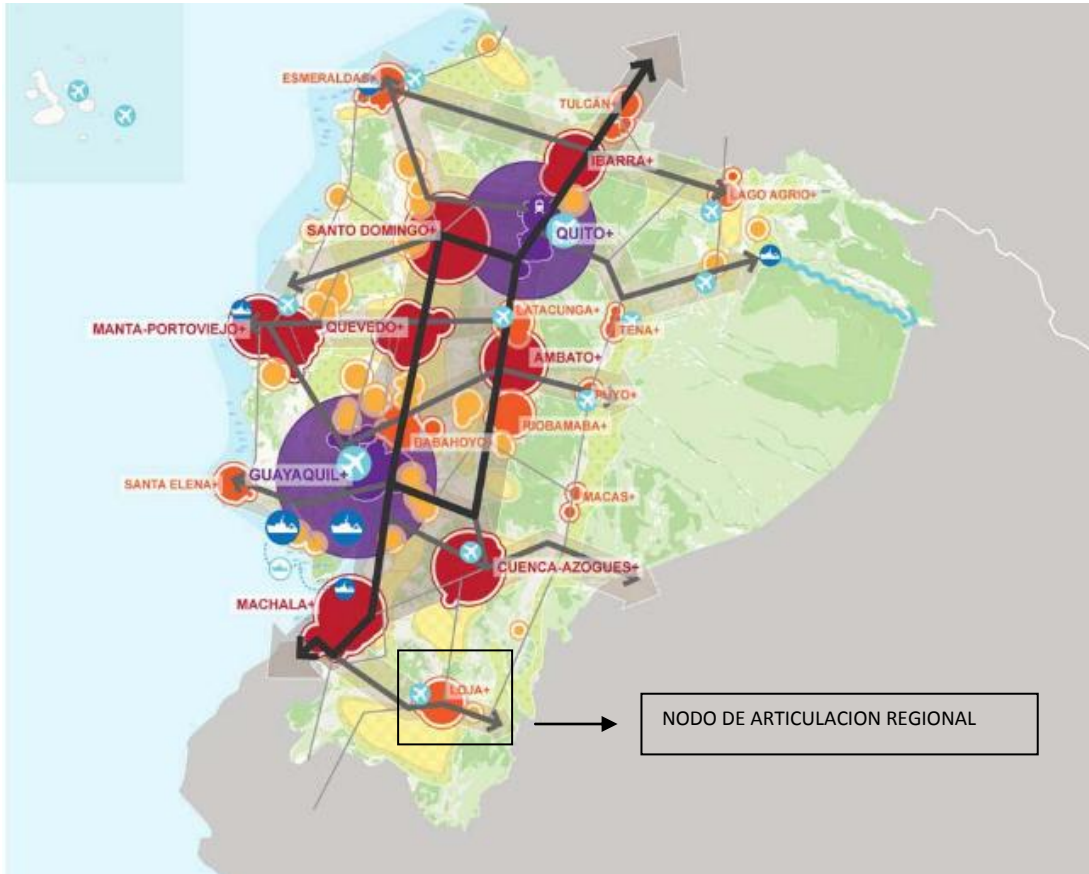 ESMERALDAS+
TULCÁN+
IBARRA+
LAGO AGRIO+
SANTO DOMINGO+
QUITO+
LATACUNGA+
MANTA-PORTOVIEJO+
QUEVEDO+
TENA+
AMBATO+
PUYO+
RIOBAMABA+
BABAHOYO+
GUAYAQUIL+
SANTA ELENA+
MACAS+
CUENCA-AZOGUES+
MACHALA+
LOJA+
NODO DE ARTICULACION REGIONAL